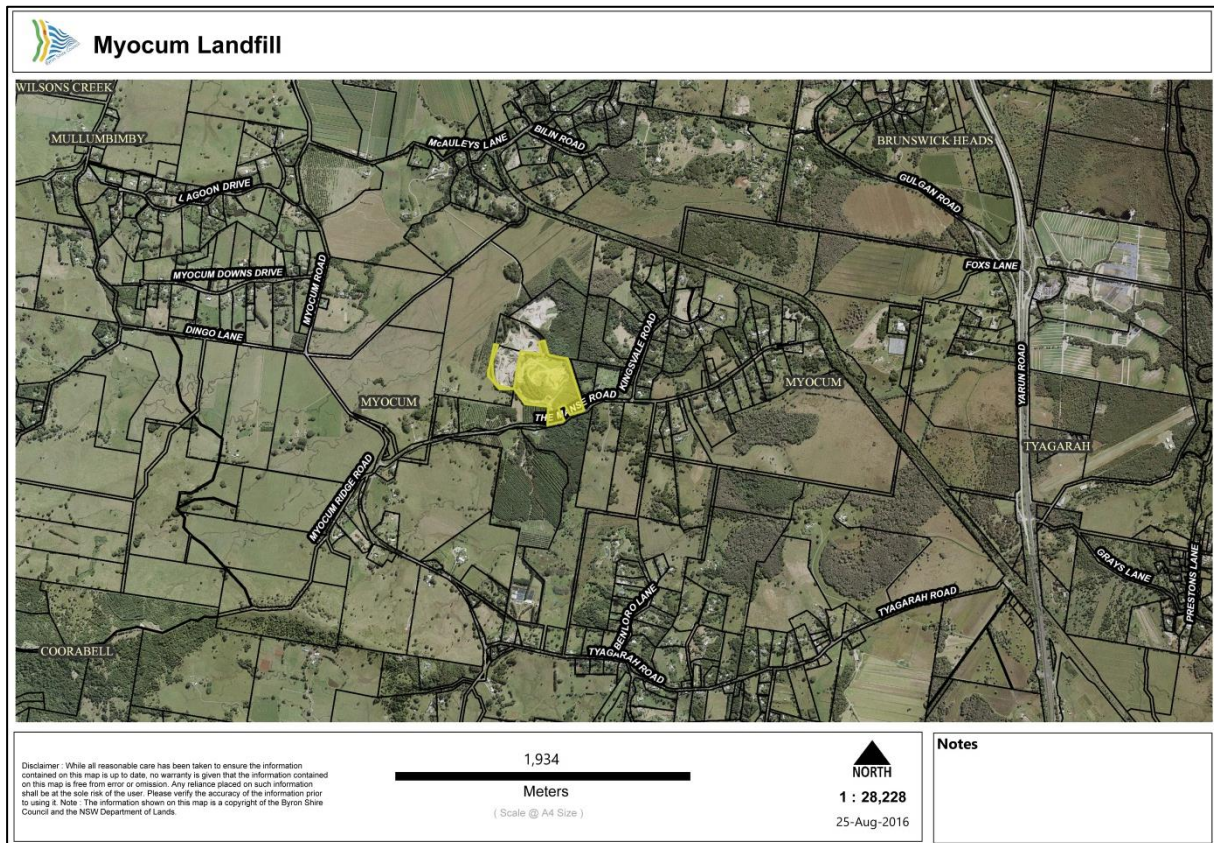 Myocum Landfill
WILSONS CREEK
MULLUMBIMBY
McAULEYS LANE
BILIN ROAD
BRUNSWICK HEADS
LAGOON DRIVE
GULGAN ROAD
MYOCUM DOWNS DRIVE
MYOCUM ROAD
FOXS LANE
DINGO LANE
KINGSVALE ROAD
YARUN ROAD
MYOCUM
MYOCUM
THE MANSE ROAD
TYAGARAH
MYOCUM RIDGE ROAD
GRAYS LANE
PRESTONS LANE
BENLORO LANE
TYAGARAH ROAD
COORABELL
TYAGARAH ROAD
Disclaimer : While all reasonable care has been taken to ensure the information
contained on this map is up to date, no warranty is given that the information contained
on this map is free from error or omission. Any reliance placed on such information
shall be at the sole risk of the user. Please verify the accuracy of the information prior
to using it. Note : The information shown on this map is a copyright of the Byron Shire
Council and the NSW Department of Lands.
1,934
Meters
( Scale @ A4 Size )
NORTH
1 : 28,228
25-Aug-2016
Notes